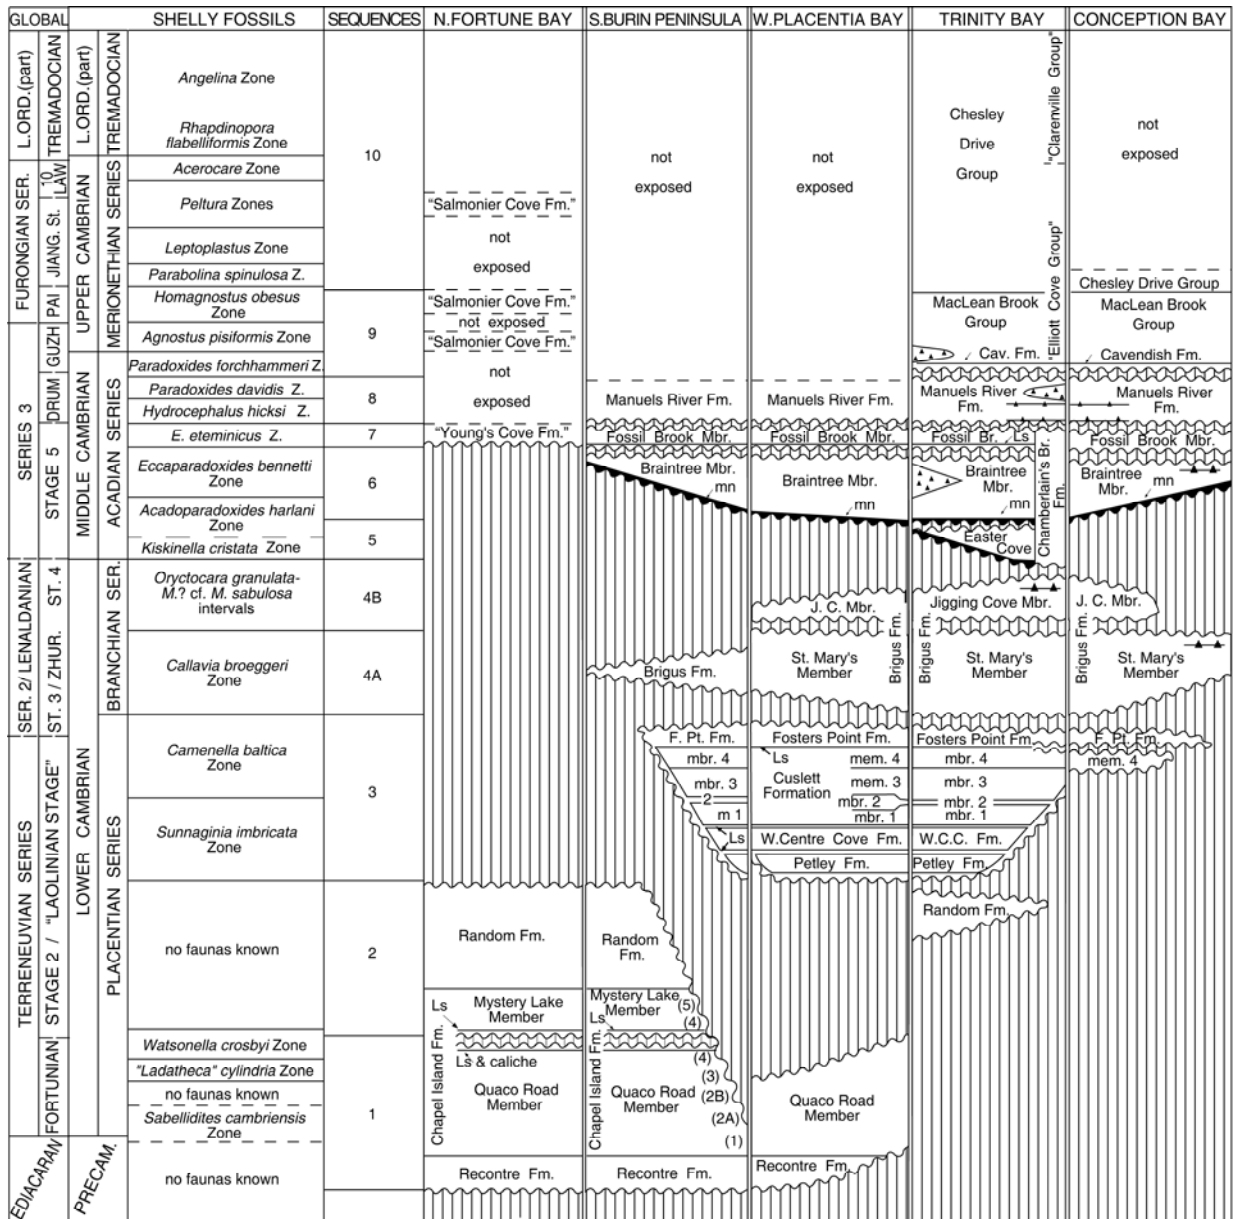 GLOBAL
SHELLY FOSSILS
SEQUENCES
N.FORTUNE BAY
S.BURIN PENINSULA
W.PLACENTIA BAY
TRINITY BAY
CONCEPTION BAY
L.ORD.(part)
FURONGIAN SER.
SERIES 3
SER. 2/ LENALDANIAN
TERRENEUVIAN SERIES
EDIACARAN
TREMADOCIAN
10
LAW
JIANG. St.
PAI
GUZH
DRUM
STAGE 5
ST. 4
ST. 3 / ZHUR.
STAGE 2 / "LAOLINIAN STAGE"
FORTUNIAN
L.ORD.(part)
UPPER CAMBRIAN
MIDDLE CAMBRIAN
LOWER CAMBRIAN
PRECAM.
TREMADOCIAN
MERIONETHIAN SERIES
ACADIAN SERIES
BRANCHIAN SER.
PLACENTIAN SERIES
Angelina Zone
Rhapdinopora
flabelliformis Zone
Acerocare Zone
Peltura Zones
Leptoplastus Zone
Parabolina spinulosa Z.
Homagnostus obesus
Zone
Agnostus pisiformis Zone
Paradoxides forchhammeri Z.
Paradoxides davidis Z.
Hydrocephalus hicksi Z.
E. eteminicus Z.
Eccaparadoxides bennetti
Zone
Acadoparadoxides harlani
Zone
Kiskinella cristata Zone
Oryctocara granulata-
M.? cf. M. sabulosa
intervals
Callavia broeggeri
Zone
Camenella baltica
Zone
Sunnaginia imbricata
Zone
no faunas known
Watsonella crosbyi Zone
"Ladatheca" cylindria Zone
no faunas known
Sabellidites cambriensis
Zone
no faunas known
10
9
8
7
6
5
4B
4A
3
2
1
"Salmonier Cove Fm."
not
exposed
"Salmonier Cove Fm."
not exposed
"Salmonier Cove Fm."
not
exposed
"Young's Cove Fm."
Random Fm.
Ls
Mystery Lake
Member
Ls & caliche
Chapel Island Fm.
Quaco Road
Member
Recontre Fm.
not
exposed
Manuels River Fm.
Fossil Brook Mbr.
Braintree Mbr.
mn
Brigus Fm.
F. Pt. Fm.
mbr. 4
mbr. 3
2
m 1
Ls
Random
Fm.
Mystery Lake
Member
(5)
Ls
(4)
(4)
(3)
Chapel Island Fm.
Quaco Road
Member
(2B)
(2A)
(1)
Recontre Fm.
not
exposed
Manuels River Fm.
Fossil Brook Mbr.
Braintree Mbr.
mn
J. C. Mbr.
Brigus Fm.
St. Mary's
Member
Fosters Point Fm.
Ls
mem. 4
Cuslett
Formation
mem. 3
mbr. 2
mbr. 1
W.Centre Cove Fm.
Petley Fm.
Quaco Road
Member
Recontre Fm.
Chesley
Drive
Group
"Clarenville Group"
"Elliott Cove Group"
MacLean Brook
Group
Cav. Fm.
Manuels River
Fm.
Fossil Br.
Ls
Braintree
Mbr.
mn
Chamberlain's Br.
Fm.
Easter
Cove
Jigging Cove Mbr.
Brigus Fm.
St. Mary's
Member
Fosters Point Fm.
mbr. 4
mbr. 3
mbr. 2
mbr. 1
W.C.C. Fm.
Petley Fm.
Random Fm.
not
exposed
Chesley Drive Group
MacLean Brook
Group
Cavendish Fm.
Manuels River
Fm.
Fossil Brook Mbr.
Braintree
Mbr.
mn
J. C. Mbr.
Brigus Fm.
St. Mary's
Member
F. Pt. Fm.
mem. 4